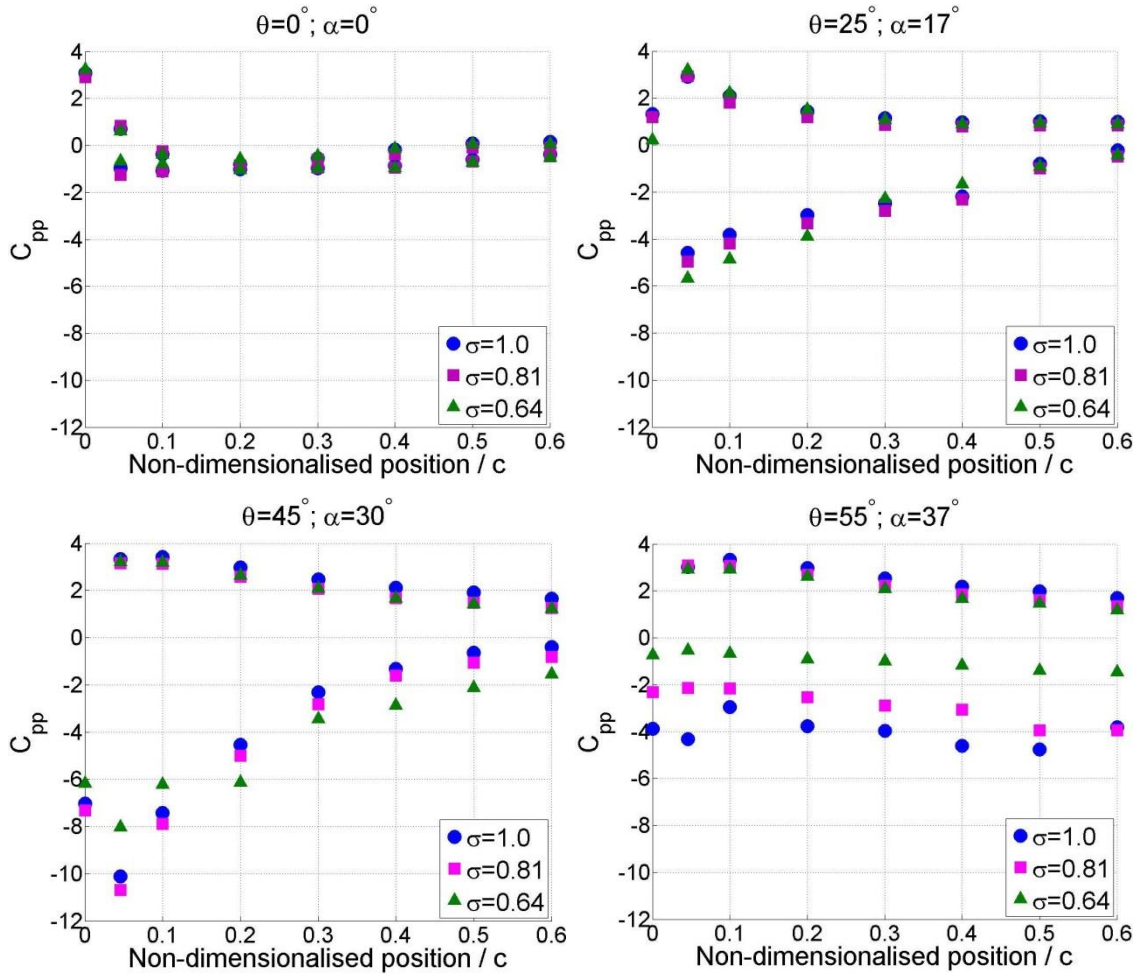 θ=0°; α=0°
4
2
0
-2
-4
-6
-8
-10
-12
C_pp
σ=1.0
σ=0.81
σ=0.64
0 0.1 0.2 0.3 0.4 0.5 0.6
Non-dimensionalised position / c
θ=25°; α=17°
4
2
0
-2
-4
-6
-8
-10
-12
C_pp
σ=1.0
σ=0.81
σ=0.64
0 0.1 0.2 0.3 0.4 0.5 0.6
Non-dimensionalised position / c
θ=45°; α=30°
4
2
0
-2
-4
-6
-8
-10
-12
C_pp
σ=1.0
σ=0.81
σ=0.64
0 0.1 0.2 0.3 0.4 0.5 0.6
Non-dimensionalised position / c
θ=55°; α=37°
4
2
0
-2
-4
-6
-8
-10
-12
C_pp
σ=1.0
σ=0.81
σ=0.64
0 0.1 0.2 0.3 0.4 0.5 0.6
Non-dimensionalised position / c